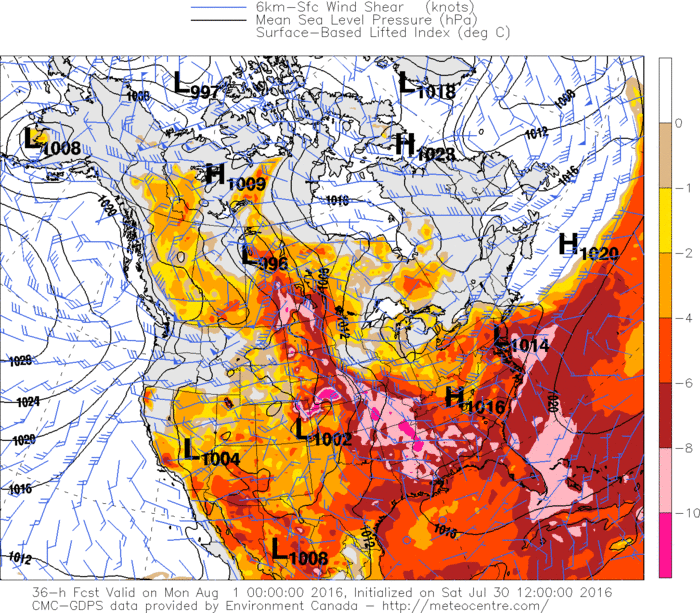 6km-Sfc Wind Shear (knots)
Mean Sea Level Pressure (hPa)
Surface-Based Lifted Index (deg C)
L997
L1018
1008
1008
1012
L1008
H1023
H1009
1016
1020
1016
H1020
L996
1008
1012
L1014
1028
1024
1020
H1016
1020
L1002
L1004
1016
1016
1012
1012
L1008
0
−1
−2
−4
−6
−8
−10
36-h Fcst Valid on Mon Aug 1 00:00:00 2016, Initialized on Sat Jul 30 12:00:00 2016
CMC-GDPS data provided by Environment Canada – http://meteocentre.com/